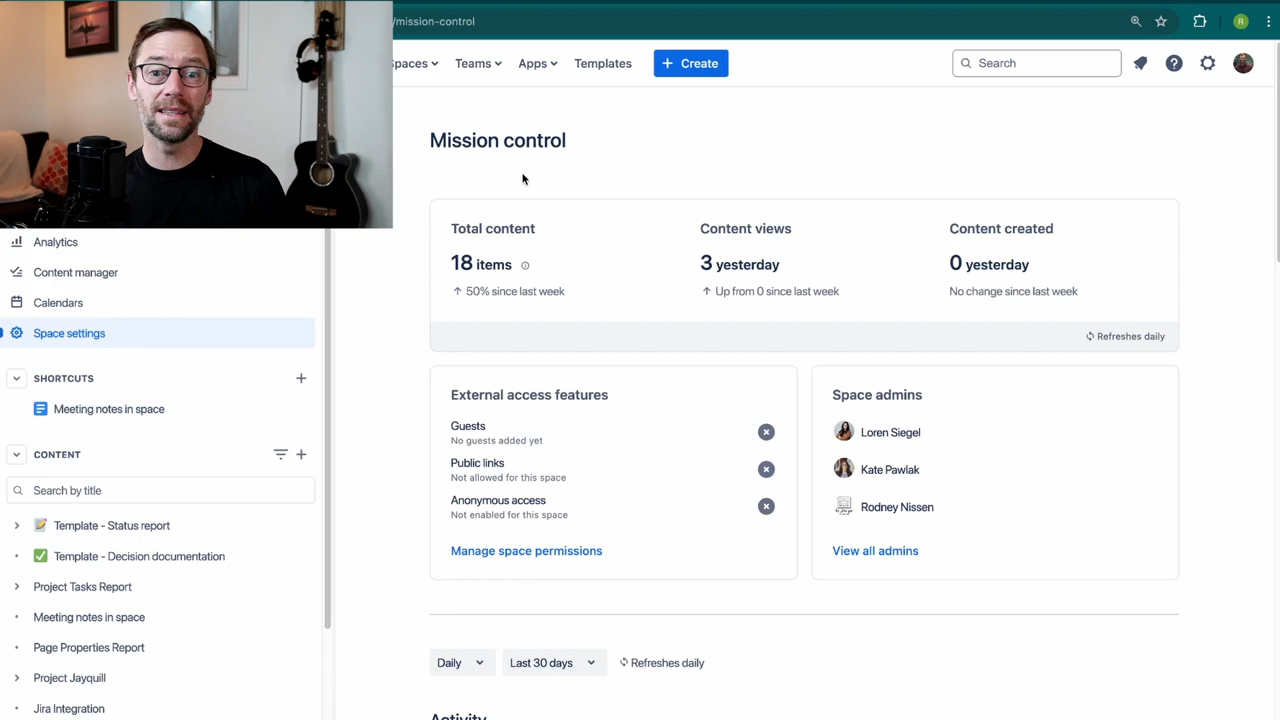 /mission-control
R
Spaces
Teams
Apps
Templates
+ Create
Search
Mission control
Total content
18 items
↑ 50% since last week
Content views
3 yesterday
↑ Up from 0 since last week
Content created
0 yesterday
No change since last week
Refreshes daily
Analytics
Content manager
Calendars
Space settings
SHORTCUTS
Meeting notes in space
CONTENT
Search by title
Template - Status report
Template - Decision documentation
Project Tasks Report
Meeting notes in space
Page Properties Report
Project Jayquill
Jira Integration
External access features
Guests
No guests added yet
Public links
Not allowed for this space
Anonymous access
Not enabled for this space
Manage space permissions
Space admins
Loren Siegel
Kate Pawlak
Rodney Nissen
View all admins
Daily
Last 30 days
Refreshes daily
Activity